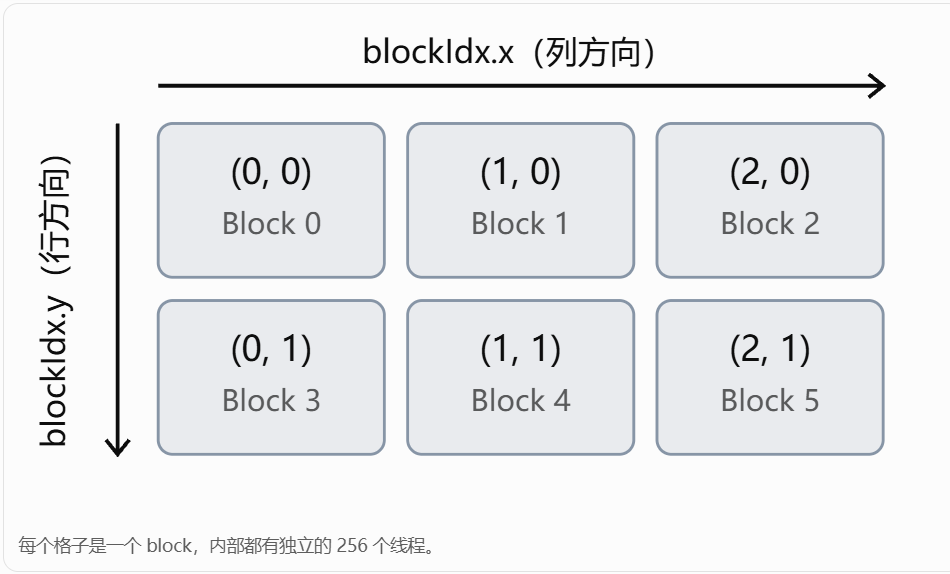 blockIdx.x（列方向）
blockIdx.y（行方向）
(0, 0)
Block 0
(1, 0)
Block 1
(2, 0)
Block 2
(0, 1)
Block 3
(1, 1)
Block 4
(2, 1)
Block 5
每个格子是一个 block，内部都有独立的 256 个线程。